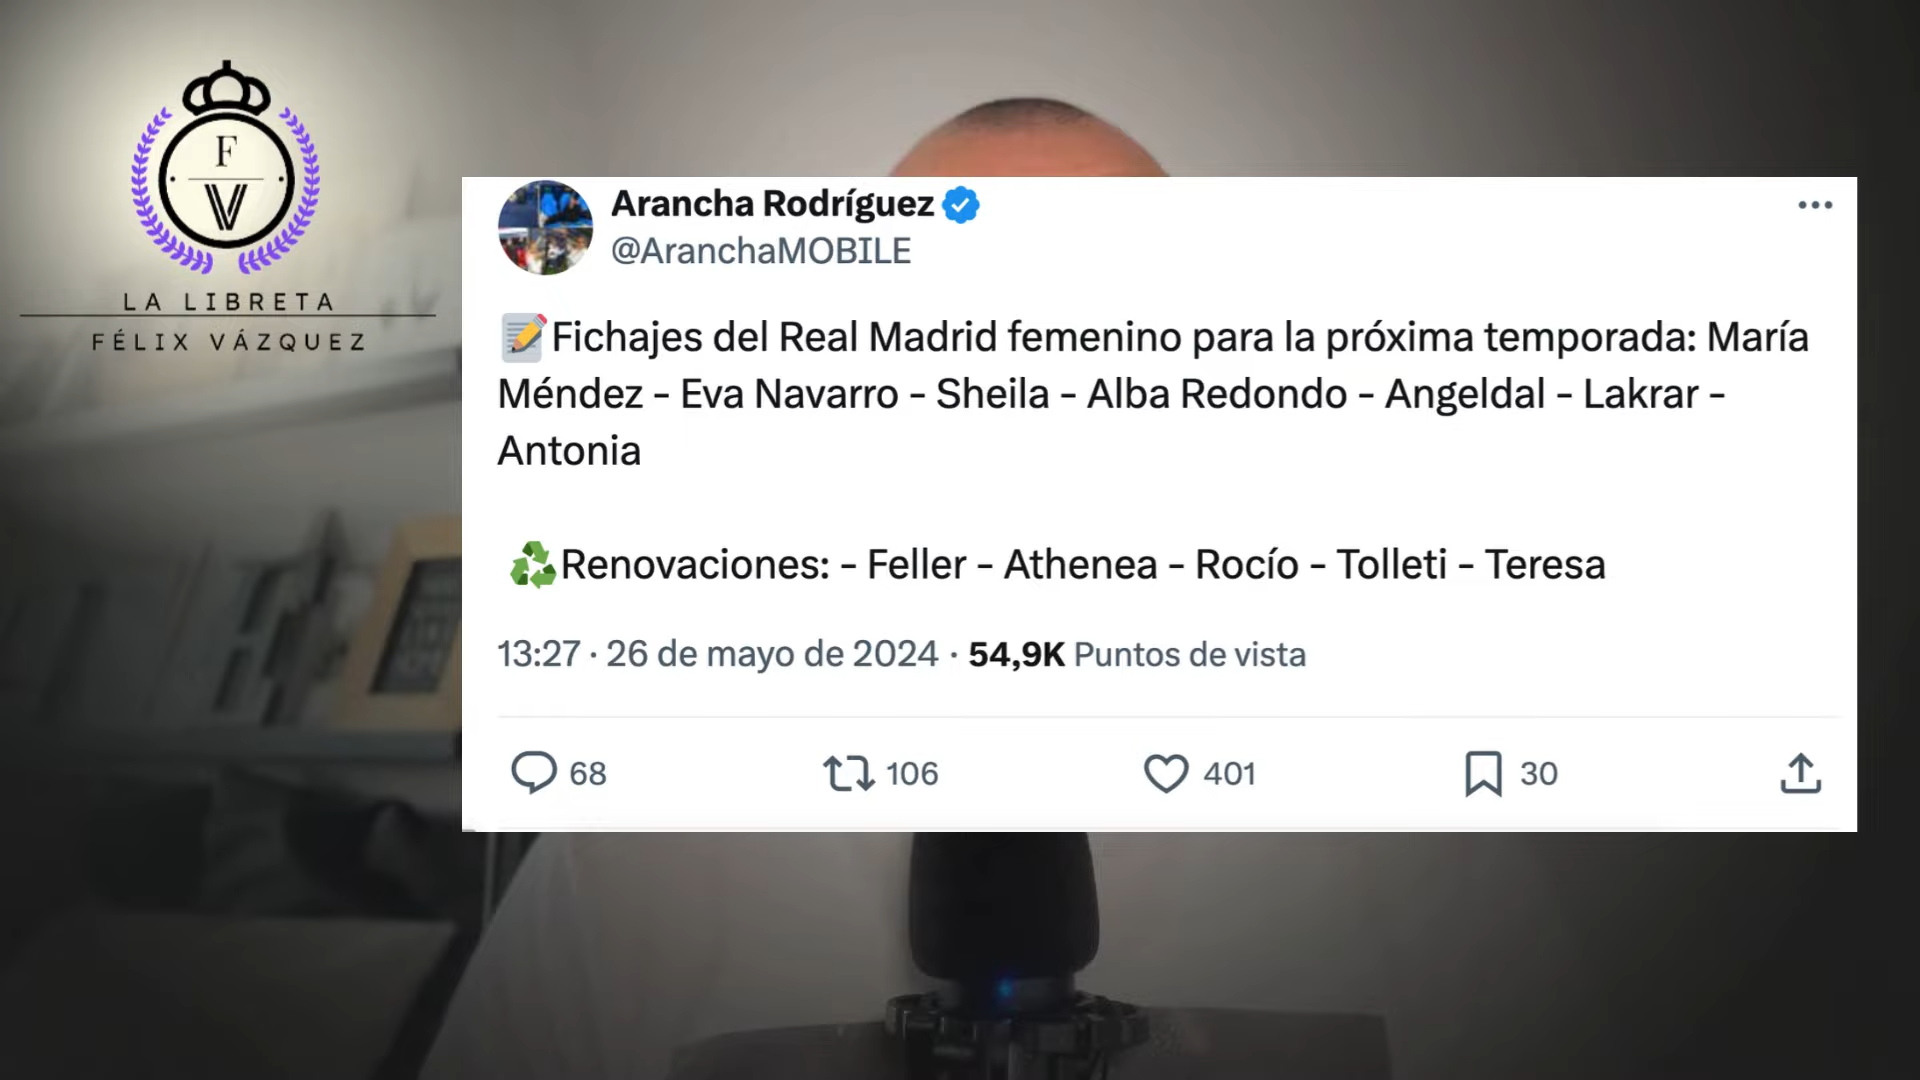 F
V
LA LIBRETA
FÉLIX VÁZQUEZ
Arancha Rodríguez
@AranchaMOBILE
📝Fichajes del Real Madrid femenino para la próxima temporada: María
Méndez - Eva Navarro - Sheila - Alba Redondo - Angeldal - Lakrar -
Antonia
♻️Renovaciones: - Feller - Athenea - Rocío - Tolleti - Teresa
13:27 · 26 de mayo de 2024 · 54,9K Puntos de vista
68 106 401 30